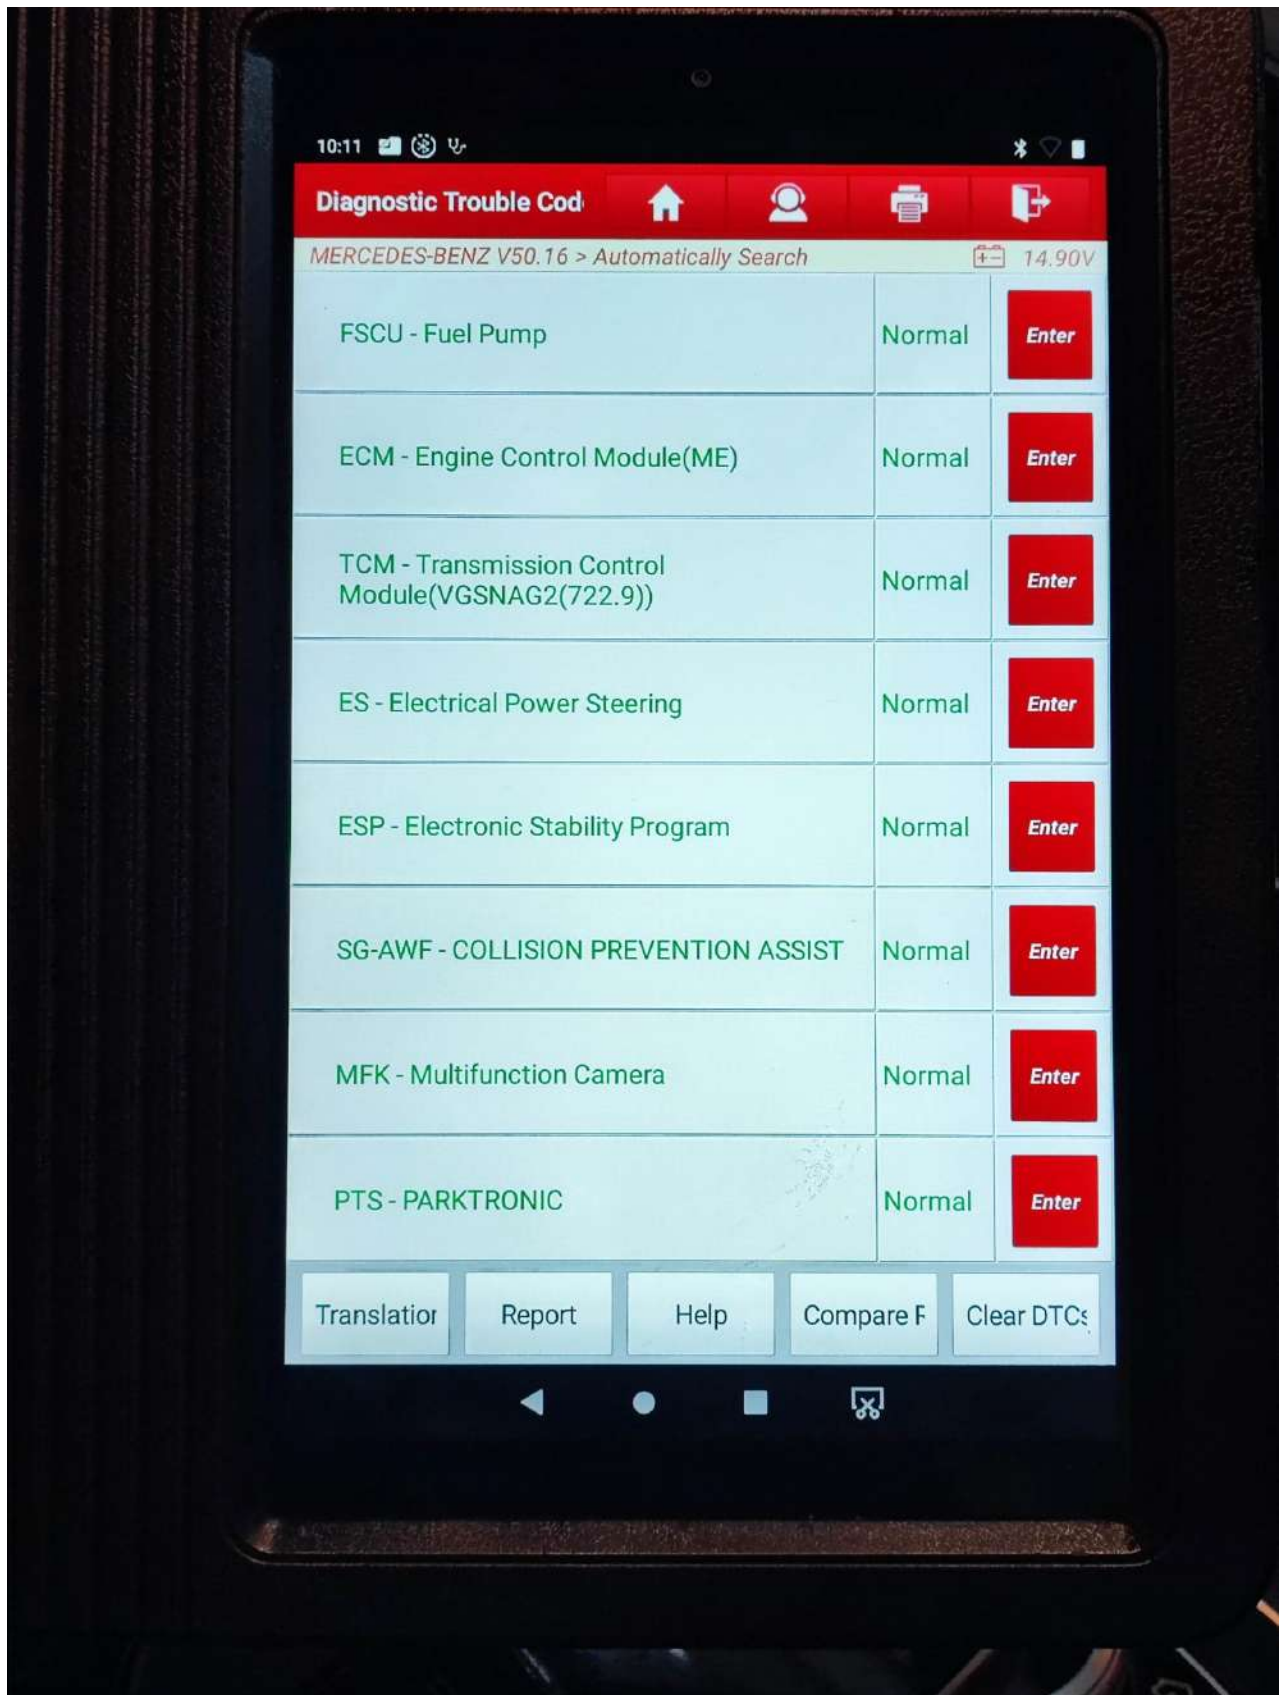 10:11
Diagnostic Trouble Cod
MERCEDES-BENZ V50.16 > Automatically Search 14.90V
FSCU - Fuel Pump Normal Enter
ECM - Engine Control Module(ME) Normal Enter
TCM - Transmission Control
Module(VGSNAG2(722.9)) Normal Enter
ES - Electrical Power Steering Normal Enter
ESP - Electronic Stability Program Normal Enter
SG-AWF - COLLISION PREVENTION ASSIST Normal Enter
MFK - Multifunction Camera Normal Enter
PTS - PARKTRONIC Normal Enter
Translation Report Help Compare F Clear DTCs